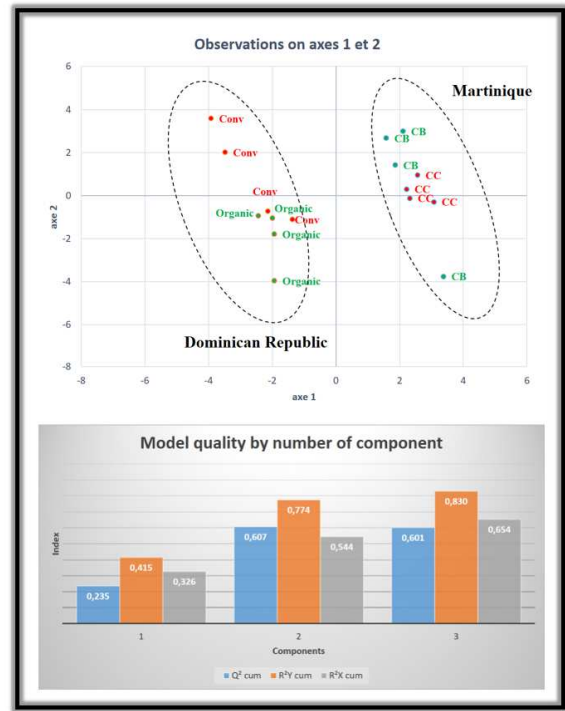 Observations on axes 1 et 2
Martinique
6
4
2
0
-2
-4
-6
-8
axe 2
Conv
Conv
Conv
Organic
Organic
Conv
Organic
Organic
CB
CB
CB
CC
CC
CC
CC
CB
Dominican Republic
-8
-6
-4
-2
0
2
4
6
axe 1
Model quality by number of component
Index
0,235
0,415
0,326
0,607
0,774
0,544
0,601
0,830
0,654
1
2
3
Components
Q² cum
R²Y cum
R²X cum